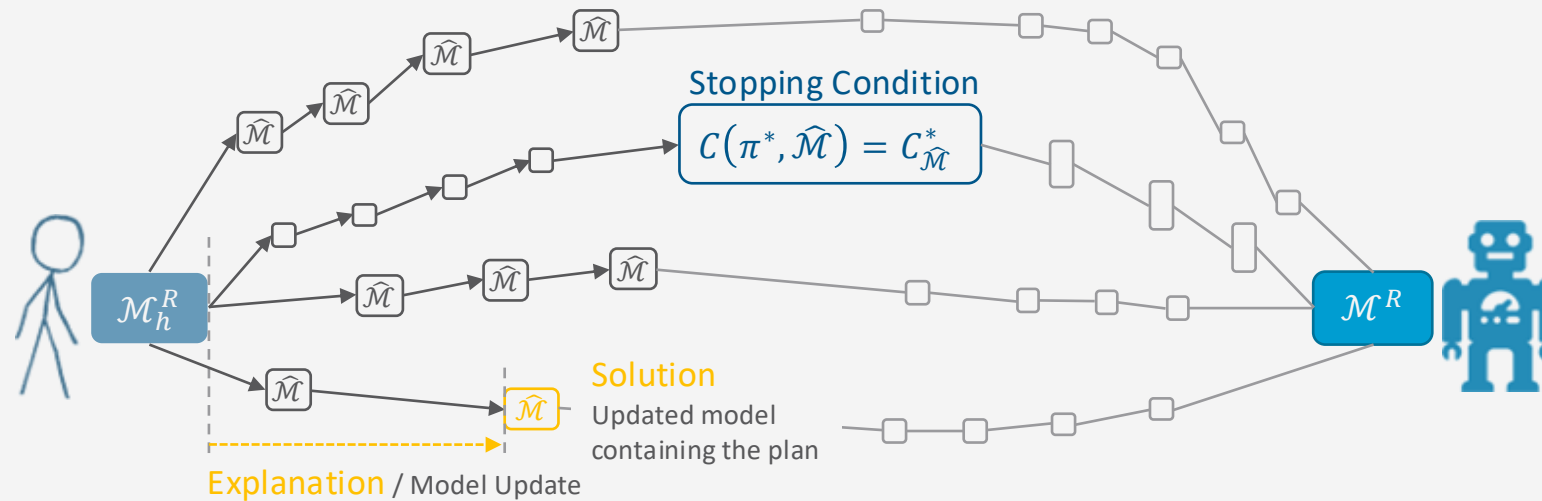 ℳ̂
ℳ̂
ℳ̂
ℳ̂
Stopping Condition
C(π*, ℳ̂) = C*_ℳ̂
ℳ_h^R
ℳ̂
ℳ̂
ℳ̂
ℳ^R
ℳ̂
ℳ̂
Solution
Updated model
containing the plan
Explanation / Model Update